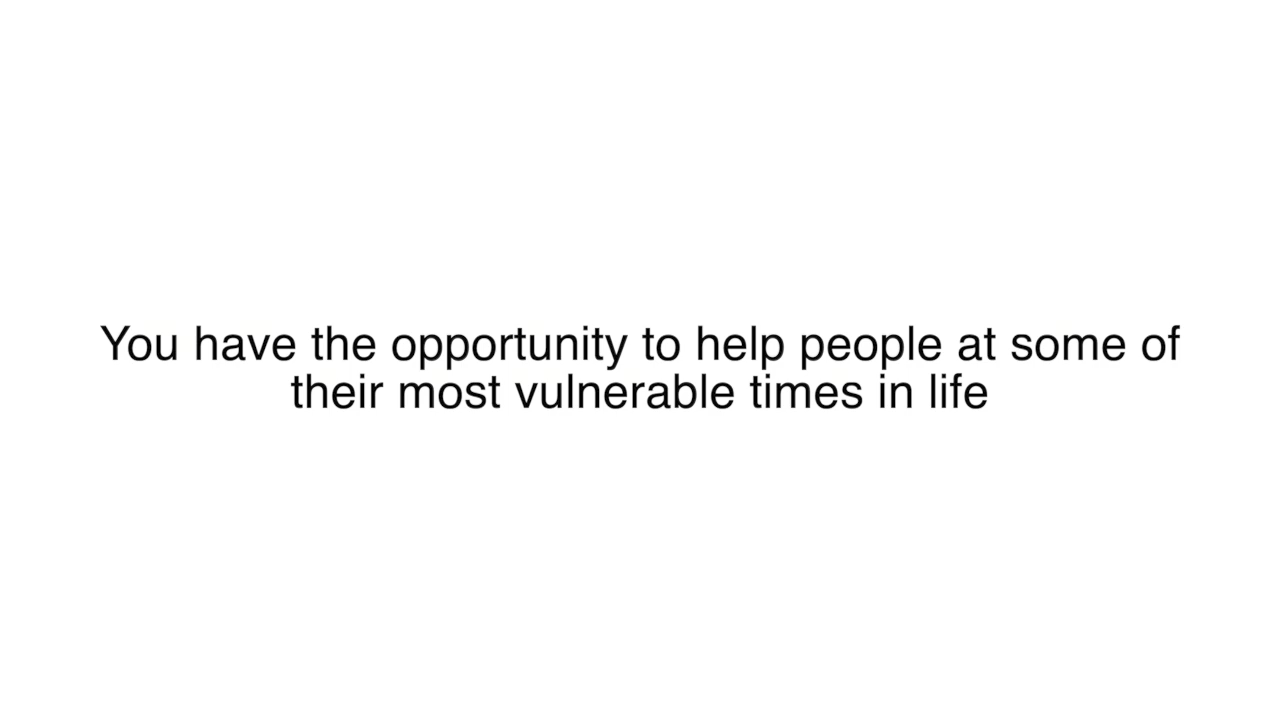 You have the opportunity to help people at some of
their most vulnerable times in life